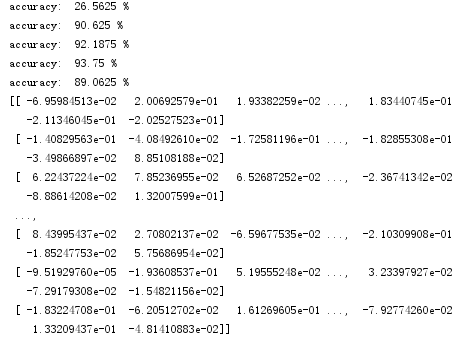 accuracy:  26.5625 %
accuracy:  90.625 %
accuracy:  92.1875 %
accuracy:  93.75 %
accuracy:  89.0625 %
[[ -6.95984513e-02   2.00692579e-01   1.93382259e-02 ...,   1.83440745e-01
   -2.11346045e-01  -2.02527523e-01]
 [ -1.40829563e-01  -4.08492610e-02  -1.72581196e-01 ...,  -1.82855308e-01
   -3.49866897e-02   8.85108188e-02]
 [  6.22437224e-02   7.85236955e-02   6.52687252e-02 ...,  -2.36741342e-02
   -8.88614208e-02   1.32007599e-01]
 ...,
 [  8.43995437e-02   2.70802137e-02  -6.59677535e-02 ...,  -2.10309908e-01
   -1.85247753e-02   5.75686954e-02]
 [ -9.51929760e-05  -1.93608537e-01   5.19555248e-02 ...,   3.23397927e-02
   -7.29179308e-02  -1.54821156e-02]
 [ -1.83224708e-01  -6.20512702e-02   1.61269605e-01 ...,  -7.92774260e-02
    1.33209437e-01  -4.81410883e-02]]